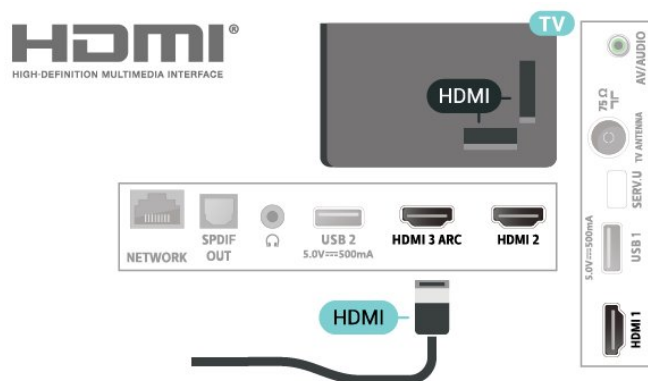 HDMI®
HIGH-DEFINITION MULTIMEDIA INTERFACE
TV
HDMI
NETWORK
SPDIF
OUT
USB 2
5.0V⎓500mA
HDMI 3 ARC
HDMI 2
HDMI
AV/AUDIO
75 Ω
TV ANTENNA
SERV.U
USB 1
5.0V⎓500mA
HDMI 1